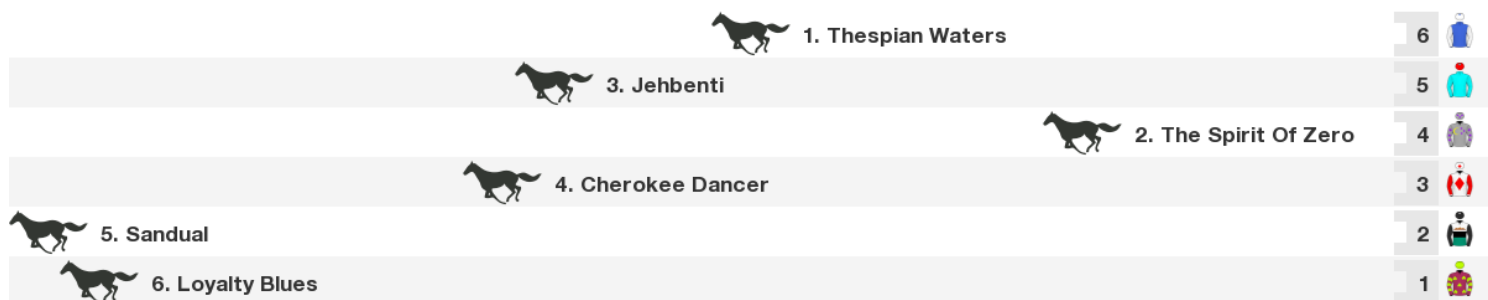 1. Thespian Waters 6
3. Jehbenti 5
2. The Spirit Of Zero 4
4. Cherokee Dancer 3
5. Sandual 2
6. Loyalty Blues 1